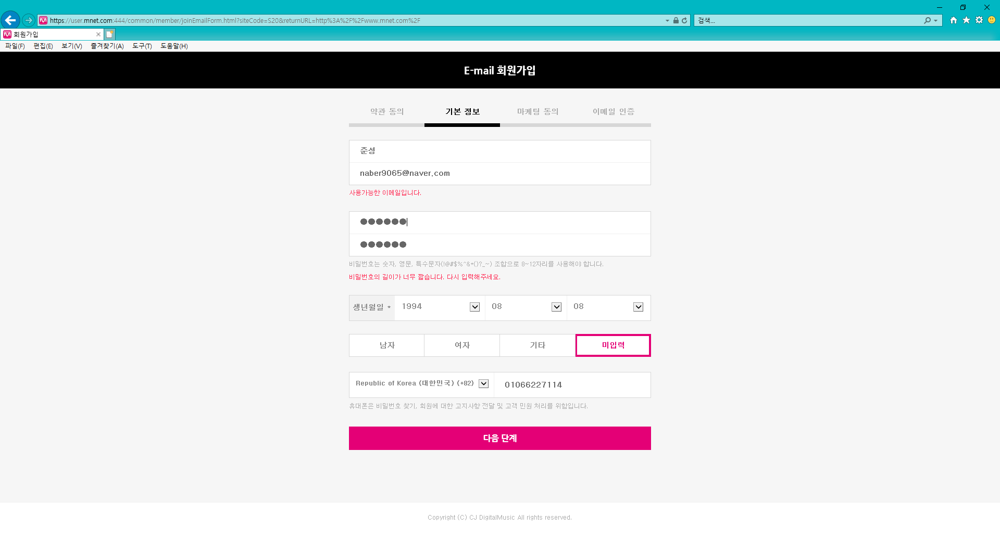 https://user.mnet.com:444/common/member/joinEmailForm.html?siteCode=S20&returnURL=http%3A%2F%2Fwww.mnet.com%2F
검색...
회원가입
파일(F) 편집(E) 보기(V) 즐겨찾기(A) 도구(T) 도움말(H)
E-mail 회원가입
약관 동의 기본 정보 마케팅 동의 이메일 인증
준성
naber9065@naver.com
사용가능한 이메일입니다.
비밀번호는 숫자, 영문, 특수문자(!@#$%^&*()?_~) 조합으로 8~12자리를 사용해야 합니다.
비밀번호의 길이가 너무 짧습니다. 다시 입력해주세요.
생년월일 * 1994 08 08
남자 여자 기타 미입력
Republic of Korea (대한민국) (+82) 01066227114
휴대폰은 비밀번호 찾기, 회원에 대한 고지사항 전달 및 고객 민원 처리를 위함입니다.
다음 단계
Copyright (C) CJ DigitalMusic All rights reserved.